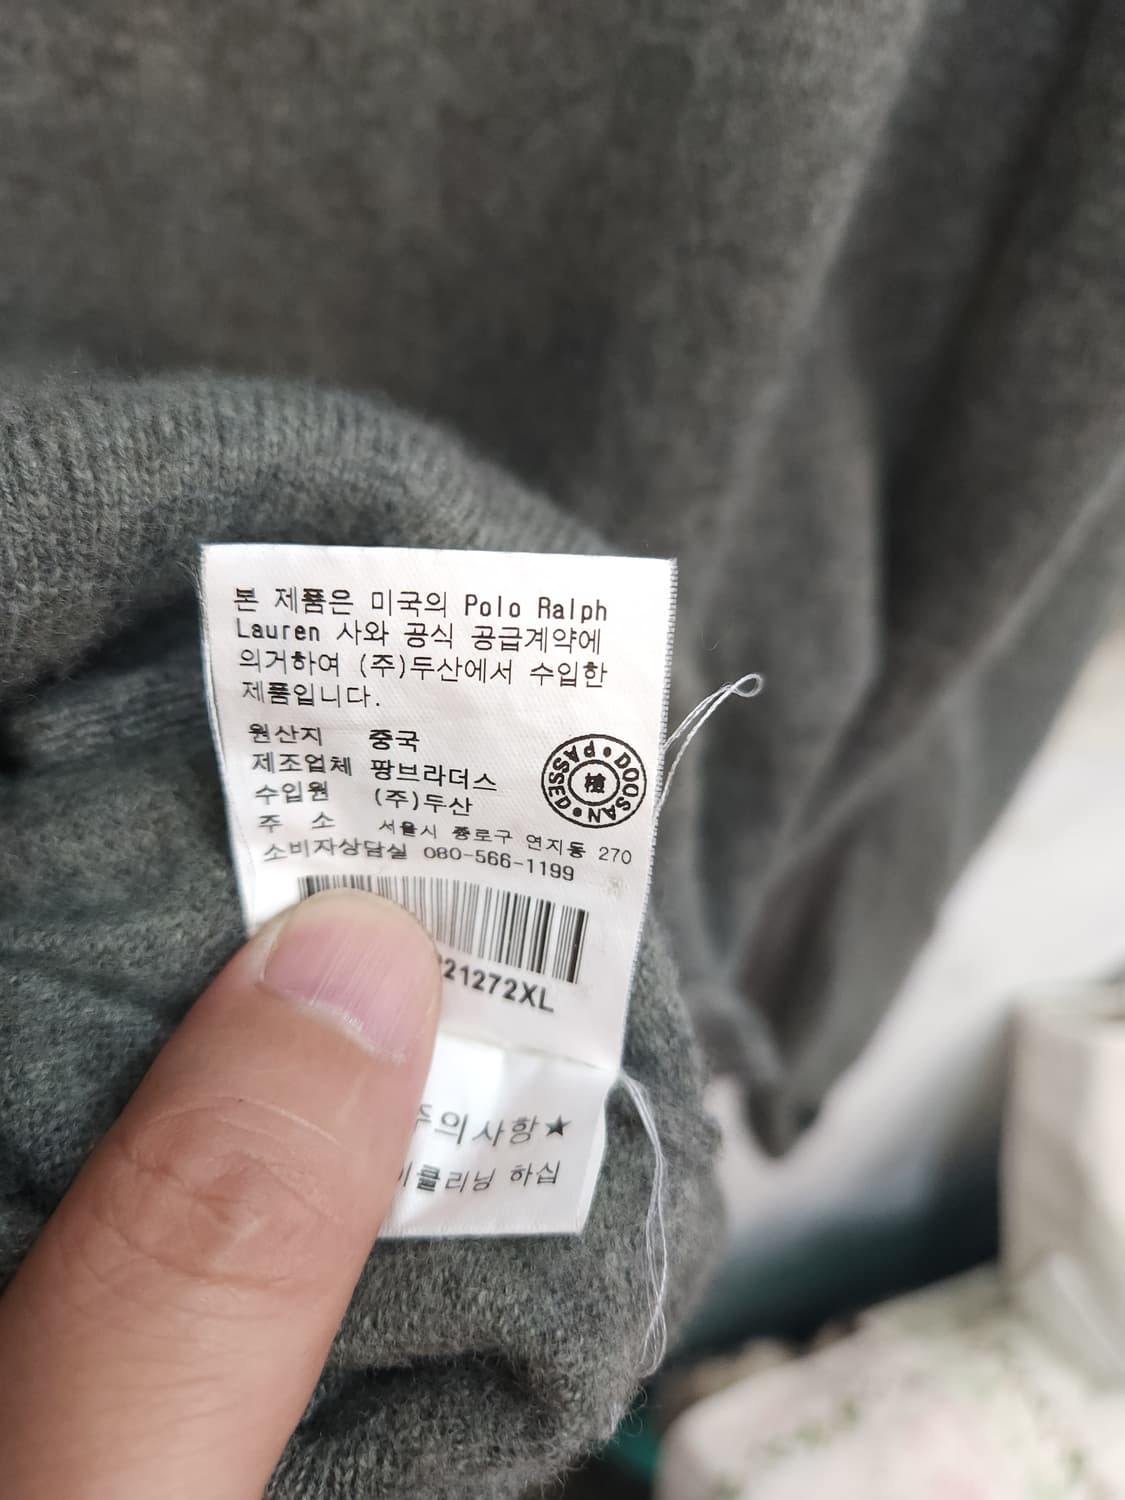 본 제품은 미국의 Polo Ralph
Lauren 사와 공식 공급계약에
의거하여 (주)두산에서 수입한
제품입니다.
원산지 중국
제조업체 팡브라더스
수입원 (주)두산
주 소 서울시 종로구 연지동 270
소비자상담실 080-566-1199
DOOSAN • PASSED •
檢
21272XL
주의사항★
하십